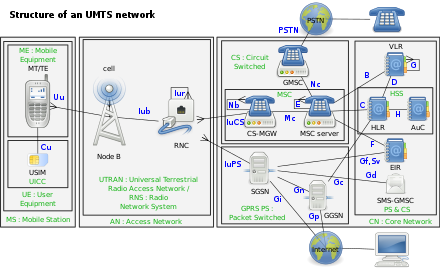 Structure of an UMTS network
PSTN
PSTN
ME : Mobile
Equipment
MT/TE
Uu
Cu
USIM
UICC
UE : User
Equipment
MS : Mobile Station
cell
Node B
Iub
Iur
RNC
UTRAN : Universal Terrestrial
Radio Access Network /
RNS : Radio
Network System
AN : Access Network
CS : Circuit
Switched
GMSC
Nc
MSC
Nb
E
IuCS
Mc
CS-MGW
MSC server
VLR
G
B
D
HSS
C
H
HLR
AuC
F
EIR
Gf,Sv
Gd
SMS-GMSC
PS & CS
CN : Core Network
IuPS
SGSN
Gn
Gc
Gi
Gp
GGSN
GPRS PS :
Packet Switched
internet